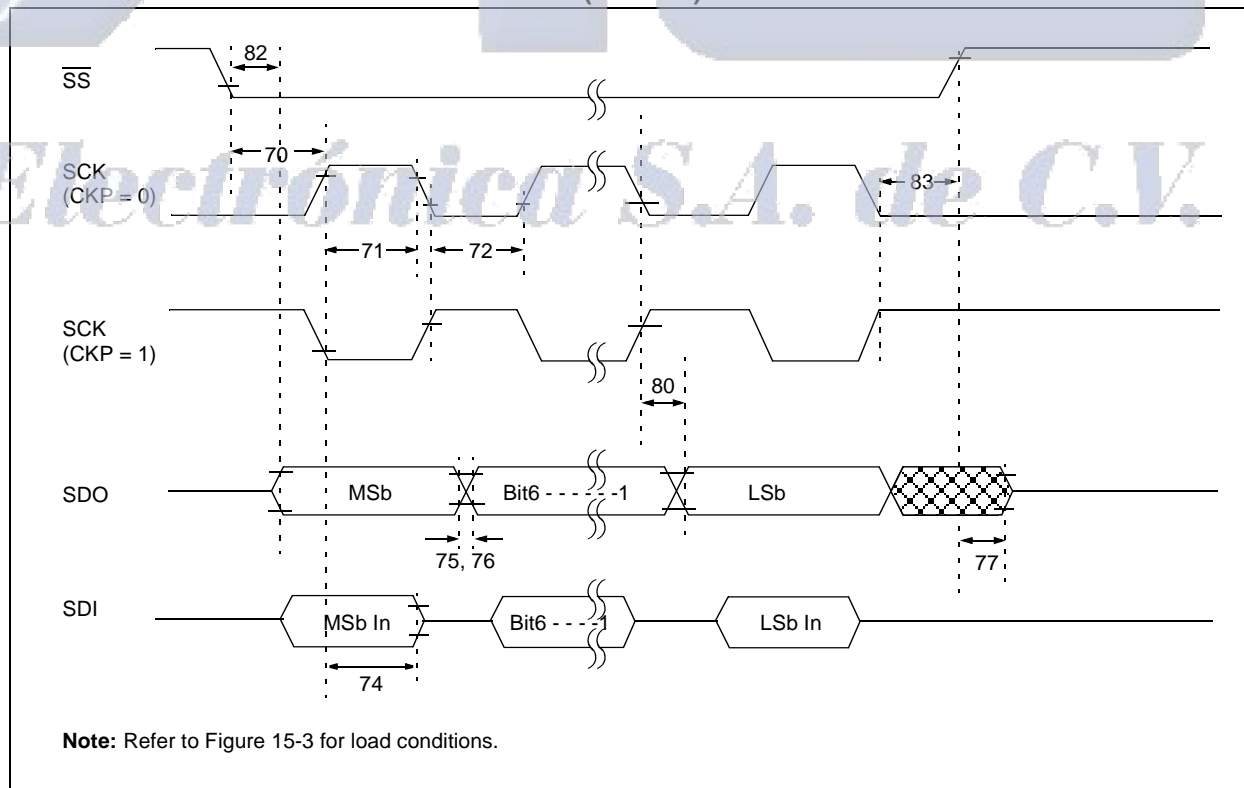 82
SS
Electrónica S.A. de C.V.
70
SCK
(CKP = 0)
83
71
72
SCK
(CKP = 1)
80
SDO
MSb
Bit6 - - - - - -1
LSb
75, 76
77
SDI
MSb In
Bit6 - - - -1
LSb In
74
Note: Refer to Figure 15-3 for load conditions.